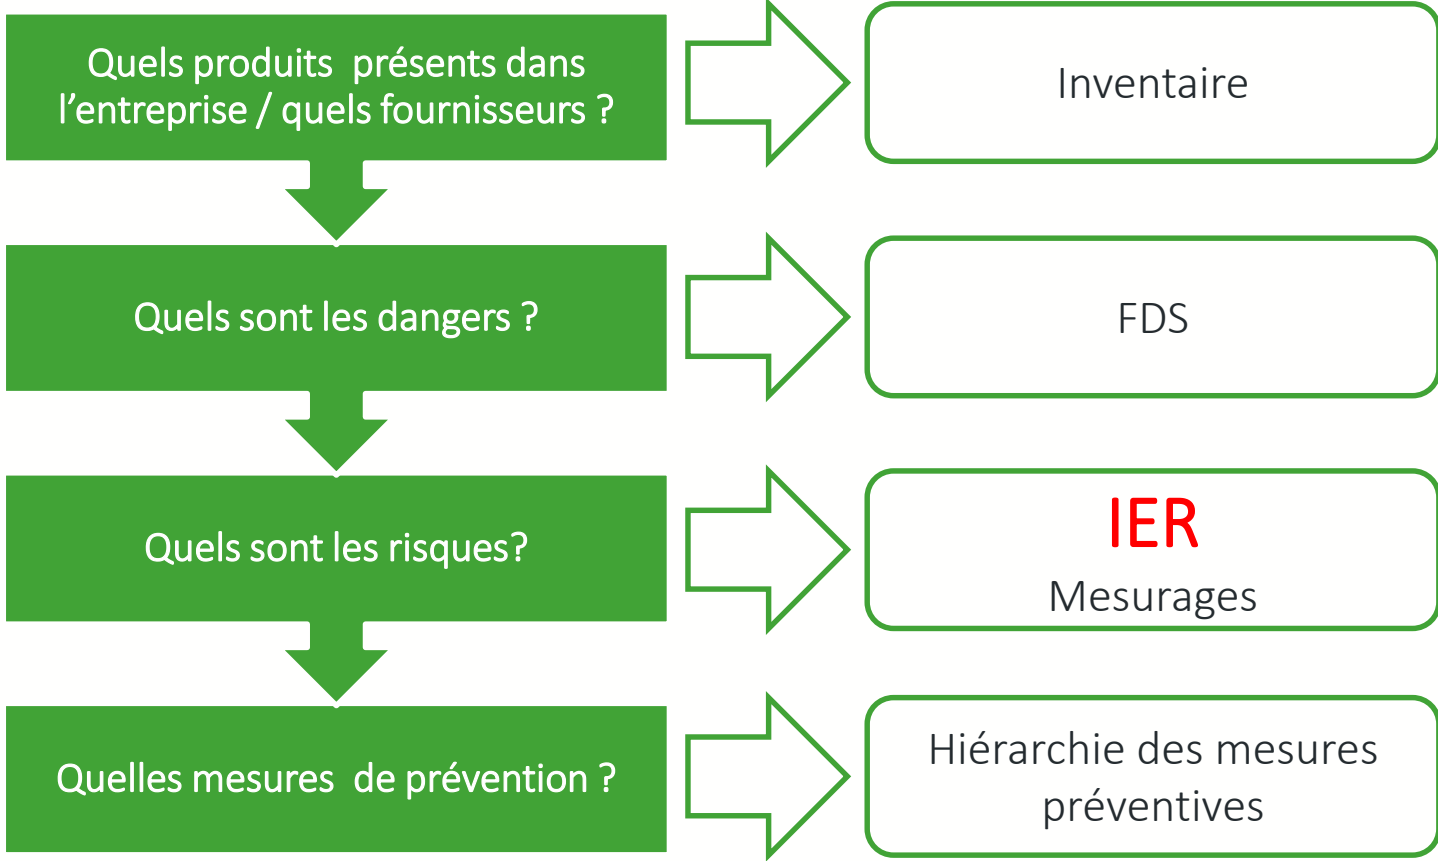 Quels produits présents dans
l’entreprise / quels fournisseurs ?
Inventaire
Quels sont les dangers ?
FDS
Quels sont les risques?
IER
Mesurages
Quelles mesures de prévention ?
Hiérarchie des mesures
préventives